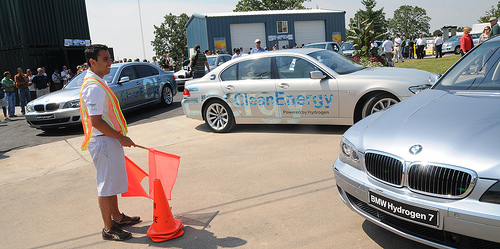 CleanEnergy
Powered by Hydrogen
BMW Hydrogen 7